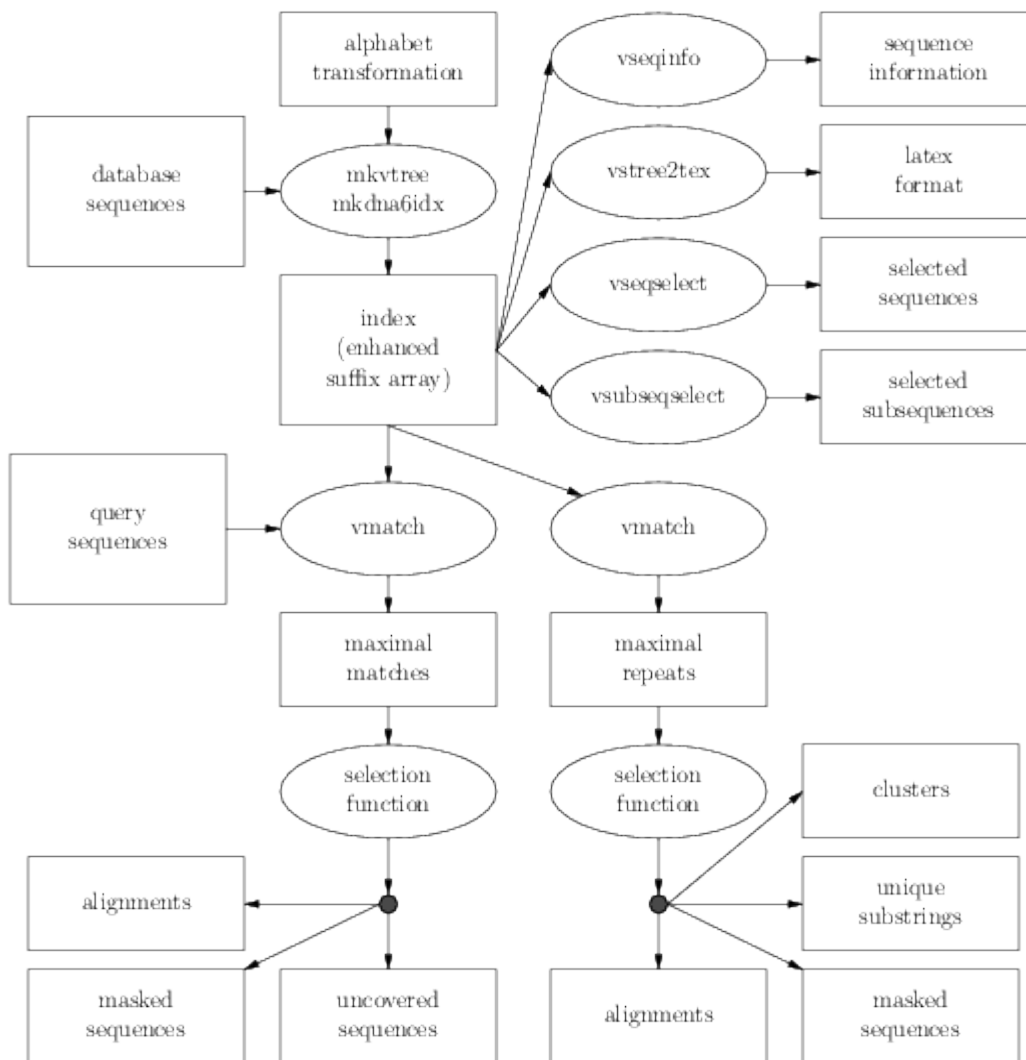 alphabet
transformation
vseqinfo
sequence
information
database
sequences
mkvtree
mkdna6idx
vstree2tex
latex
format
index
(enhanced
suffix array)
vseqselect
selected
sequences
vsubseqselect
selected
subsequences
query
sequences
vmatch
vmatch
maximal
matches
maximal
repeats
selection
function
selection
function
clusters
alignments
unique
substrings
masked
sequences
uncovered
sequences
alignments
masked
sequences